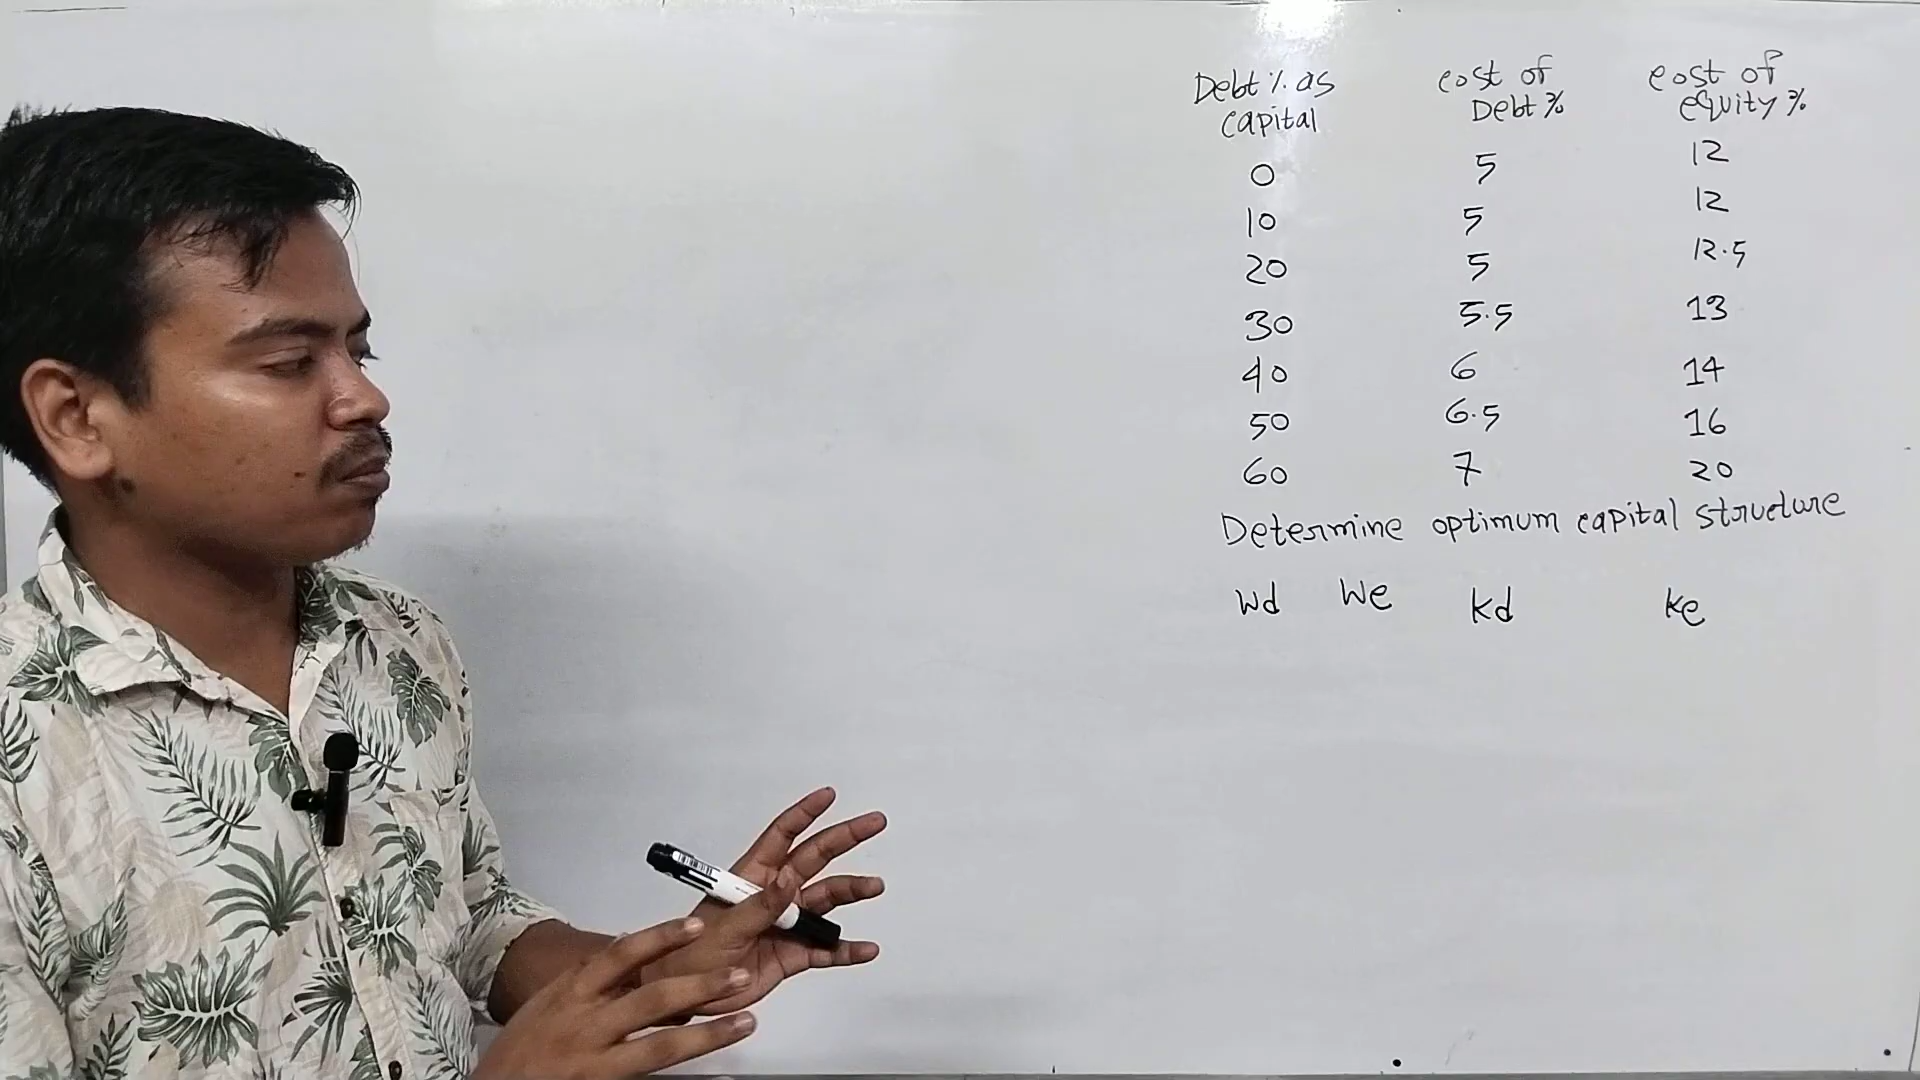 Debt % as capital cost of Debt % cost of equity %
0 5 12
10 5 12
20 5 12.5
30 5.5 13
40 6 14
50 6.5 16
60 7 20
Determine optimum capital structure
Wd We Kd Ke